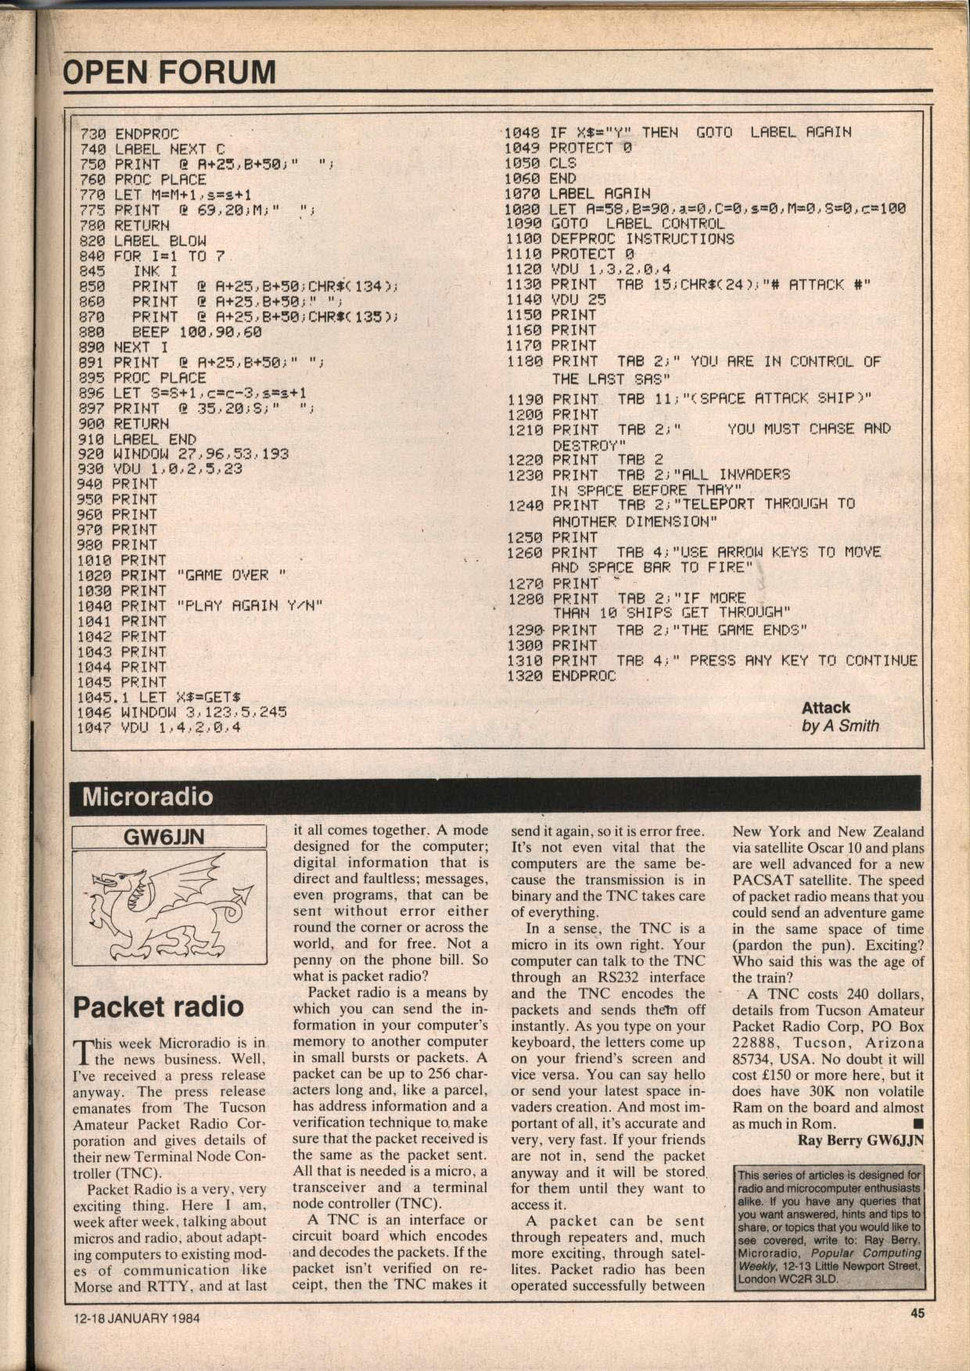 OPEN FORUM
730 ENDPROC
740 LABEL NEXT C
750 PRINT  @ A+25,B+50;"  ";
760 PROC PLACE
770 LET M=M+1,s=s+1
775 PRINT  @ 69,20;M;"  ";
780 RETURN
820 LABEL BLOW
840 FOR I=1 TO 7
845   INK I
850   PRINT  @ A+25,B+50;CHR$(134);
860   PRINT  @ A+25,B+50;" ";
870   PRINT  @ A+25,B+50;CHR$(135);
880   BEEP 100,90,60
890 NEXT I
891 PRINT  @ A+25,B+50;" ";
895 PROC PLACE
896 LET S=S+1,c=c-3,s=s+1
897 PRINT  @ 35,20;S;"  ";
900 RETURN
910 LABEL END
920 WINDOW 27,96,53,193
930 VDU 1,0,2,5,23
940 PRINT
950 PRINT
960 PRINT
970 PRINT
980 PRINT
1010 PRINT
1020 PRINT "GAME OVER "
1030 PRINT
1040 PRINT "PLAY AGAIN Y/N"
1041 PRINT
1042 PRINT
1043 PRINT
1044 PRINT
1045 PRINT
1045.1 LET X$=GET$
1046 WINDOW 3,123,5,245
1047 VDU 1,4,2,0,4
1048 IF X$="Y" THEN  GOTO  LABEL AGAIN
1049 PROTECT 0
1050 CLS
1060 END
1070 LABEL AGAIN
1080 LET A=58,B=90,a=0,C=0,s=0,M=0,S=0,c=100
1090 GOTO  LABEL CONTROL
1100 DEFPROC INSTRUCTIONS
1110 PROTECT 0
1120 VDU 1,3,2,0,4
1130 PRINT  TAB 15;CHR$(24);"# ATTACK #"
1140 VDU 25
1150 PRINT
1160 PRINT
1170 PRINT
1180 PRINT  TAB 2;" YOU ARE IN CONTROL OF
THE LAST SAS"
1190 PRINT  TAB 11;"(SPACE ATTACK SHIP)"
1200 PRINT
1210 PRINT  TAB 2;"      YOU MUST CHASE AND
DESTROY"
1220 PRINT  TAB 2
1230 PRINT  TAB 2;"ALL INVADERS
IN SPACE BEFORE THAY"
1240 PRINT  TAB 2;"TELEPORT THROUGH TO
ANOTHER DIMENSION"
1250 PRINT
1260 PRINT  TAB 4;"USE ARROW KEYS TO MOVE
AND SPACE BAR TO FIRE"
1270 PRINT
1280 PRINT  TAB 2;"IF MORE
THAN 10 SHIPS GET THROUGH"
1290 PRINT  TAB 2;"THE GAME ENDS"
1300 PRINT
1310 PRINT  TAB 4;" PRESS ANY KEY TO CONTINUE
1320 ENDPROC
Attack
by A Smith
Microradio
GW6JJN
Packet radio
This week Microradio is in
the news business. Well,
I've received a press release
anyway. The press release
emanates from The Tucson
Amateur Packet Radio Cor-
poration and gives details of
their new Terminal Node Con-
troller (TNC).
Packet Radio is a very, very
exciting thing. Here I am,
week after week, talking about
micros and radio, about adapt-
ing computers to existing mod-
es of communication like
Morse and RTTY, and at last
it all comes together. A mode
designed for the computer;
digital information that is
direct and faultless; messages,
even programs, that can be
sent without error either
round the corner or across the
world, and for free. Not a
penny on the phone bill. So
what is packet radio?
Packet radio is a means by
which you can send the in-
formation in your computer's
memory to another computer
in small bursts or packets. A
packet can be up to 256 char-
acters long and, like a parcel,
has address information and a
verification technique to make
sure that the packet received is
the same as the packet sent.
All that is needed is a micro, a
transceiver and a terminal
node controller (TNC).
A TNC is an interface or
circuit board which encodes
and decodes the packets. If the
packet isn't verified on re-
ceipt, then the TNC makes it
send it again, so it is error free.
It's not even vital that the
computers are the same be-
cause the transmission is in
binary and the TNC takes care
of everything.
In a sense, the TNC is a
micro in its own right. Your
computer can talk to the TNC
through an RS232 interface
and the TNC encodes the
packets and sends them off
instantly. As you type on your
keyboard, the letters come up
on your friend's screen and
vice versa. You can say hello
or send your latest space in-
vaders creation. And most im-
portant of all, it's accurate and
very, very fast. If your friends
are not in, send the packet
anyway and it will be stored
for them until they want to
access it.
A packet can be sent
through repeaters and, much
more exciting, through satel-
lites. Packet radio has been
operated successfully between
New York and New Zealand
via satellite Oscar 10 and plans
are well advanced for a new
PACSAT satellite. The speed
of packet radio means that you
could send an adventure game
in the same space of time
(pardon the pun). Exciting?
Who said this was the age of
the train?
A TNC costs 240 dollars,
details from Tucson Amateur
Packet Radio Corp, PO Box
22888, Tucson, Arizona
85734, USA. No doubt it will
cost £150 or more here, but it
does have 30K non volatile
Ram on the board and almost
as much in Rom. ■
Ray Berry GW6JJN
This series of articles is designed for
radio and microcomputer enthusiasts
alike. If you have any queries that
you want answered, hints and tips to
share, or topics that you would like to
see covered, write to: Ray Berry,
Microradio, Popular Computing
Weekly, 12-13 Little Newport Street,
London WC2R 3LD.
12-18 JANUARY 1984
45